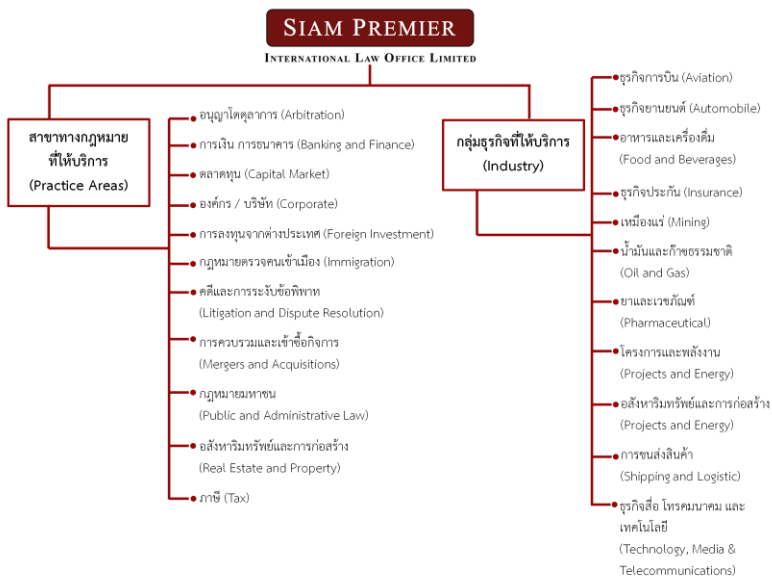 SIAM PREMIER
INTERNATIONAL LAW OFFICE LIMITED
สาขาทางกฎหมาย
ที่ให้บริการ
(Practice Areas)
อนุญาโตตุลาการ (Arbitration)
การเงิน การธนาคาร (Banking and Finance)
ตลาดทุน (Capital Market)
องค์กร / บริษัท (Corporate)
การลงทุนจากต่างประเทศ (Foreign Investment)
กฎหมายตรวจคนเข้าเมือง (Immigration)
คดีและการระงับข้อพิพาท
(Litigation and Dispute Resolution)
การควบรวมและเข้าซื้อกิจการ
(Mergers and Acquisitions)
กฎหมายมหาชน
(Public and Administrative Law)
อสังหาริมทรัพย์และการก่อสร้าง
(Real Estate and Property)
ภาษี (Tax)
กลุ่มธุรกิจที่ให้บริการ
(Industry)
ธุรกิจการบิน (Aviation)
ธุรกิจยานยนต์ (Automobile)
อาหารและเครื่องดื่ม
(Food and Beverages)
ธุรกิจประกัน (Insurance)
เหมืองแร่ (Mining)
น้ำมันและก๊าซธรรมชาติ
(Oil and Gas)
ยาและเวชภัณฑ์
(Pharmaceutical)
โครงการและพลังงาน
(Projects and Energy)
อสังหาริมทรัพย์และการก่อสร้าง
(Projects and Energy)
การขนส่งสินค้า
(Shipping and Logistic)
ธุรกิจสื่อ โทรคมนาคม และ
เทคโนโลยี
(Technology, Media &
Telecommunications)